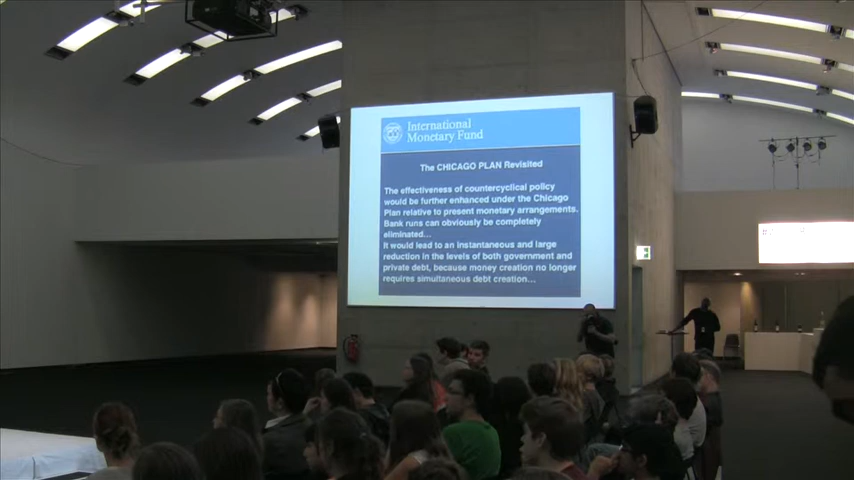 International
Monetary Fund
The CHICAGO PLAN Revisited
The effectiveness of countercyclical policy
would be further enhanced under the Chicago
Plan relative to present monetary arrangements.
Bank runs can obviously be completely
eliminated...
It would lead to an instantaneous and large
reduction in the levels of both government and
private debt, because money creation no longer
requires simultaneous debt creation...